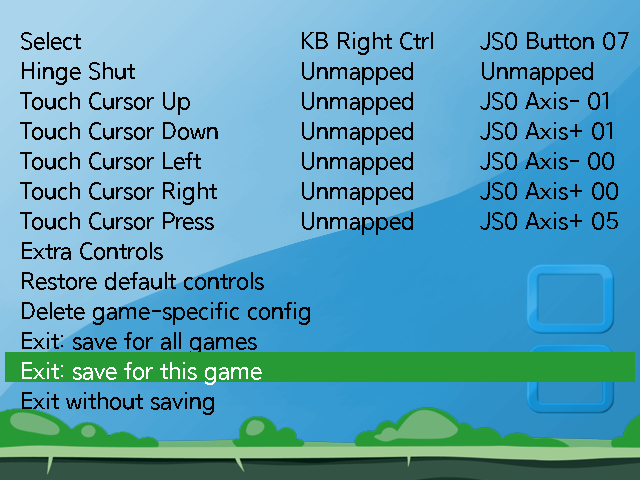 Select KB Right Ctrl JS0 Button 07
Hinge Shut Unmapped Unmapped
Touch Cursor Up Unmapped JS0 Axis- 01
Touch Cursor Down Unmapped JS0 Axis+ 01
Touch Cursor Left Unmapped JS0 Axis- 00
Touch Cursor Right Unmapped JS0 Axis+ 00
Touch Cursor Press Unmapped JS0 Axis+ 05
Extra Controls
Restore default controls
Delete game-specific config
Exit: save for all games
Exit: save for this game
Exit without saving